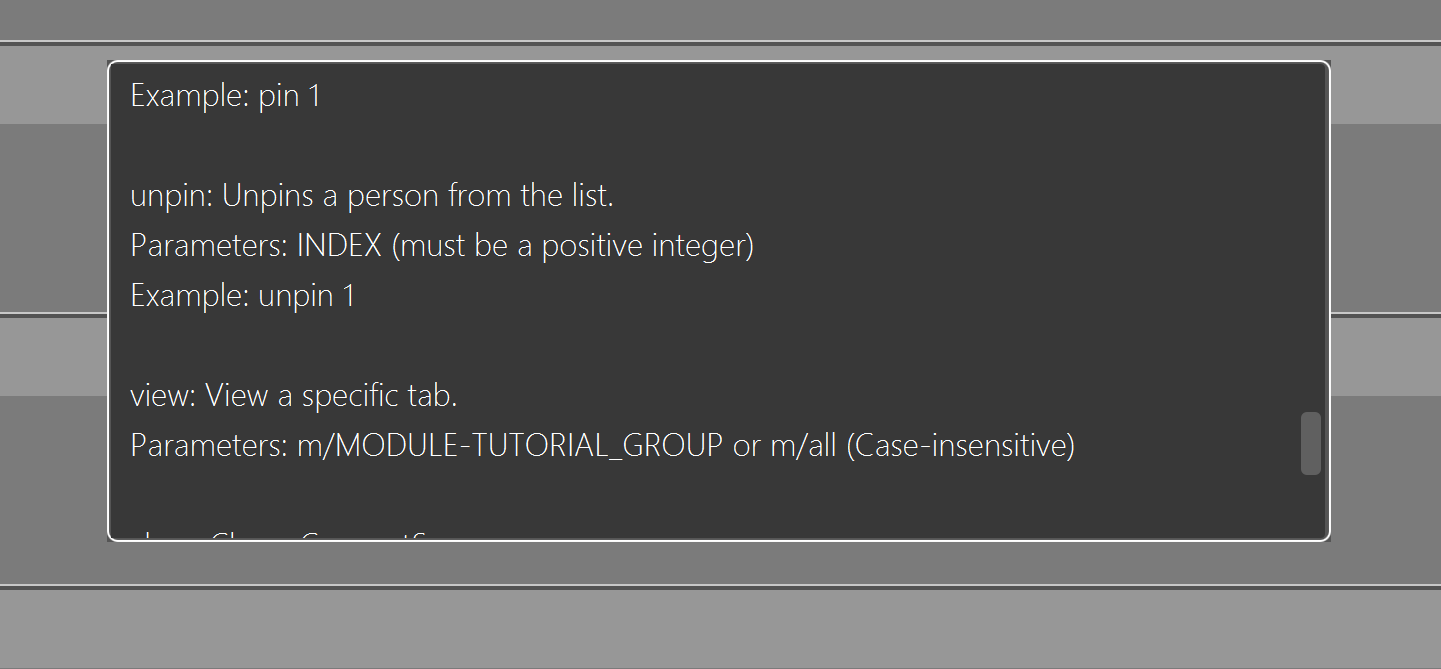 Example: pin 1
unpin: Unpins a person from the list.
Parameters: INDEX (must be a positive integer)
Example: unpin 1
view: View a specific tab.
Parameters: m/MODULE-TUTORIAL_GROUP or m/all (Case-insensitive)